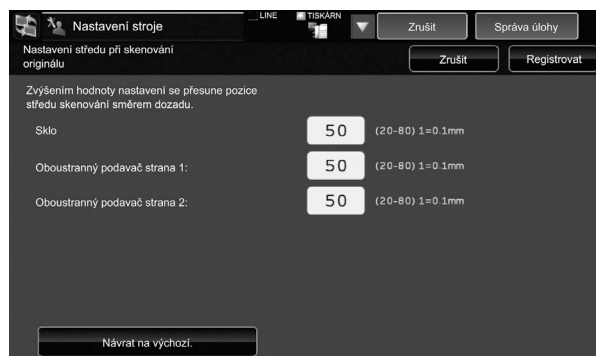 Nastavení stroje
LINE
TISKÁRN
Zrušit
Správa úlohy
Nastavení středu při skenování
originálu
Zrušit
Registrovat
Zvýšením hodnoty nastavení se přesune pozice
středu skenování směrem dozadu.
Sklo 50 (20-80) 1=0.1mm
Oboustranný podavač strana 1: 50 (20-80) 1=0.1mm
Oboustranný podavač strana 2: 50 (20-80) 1=0.1mm
Návrat na výchozí.